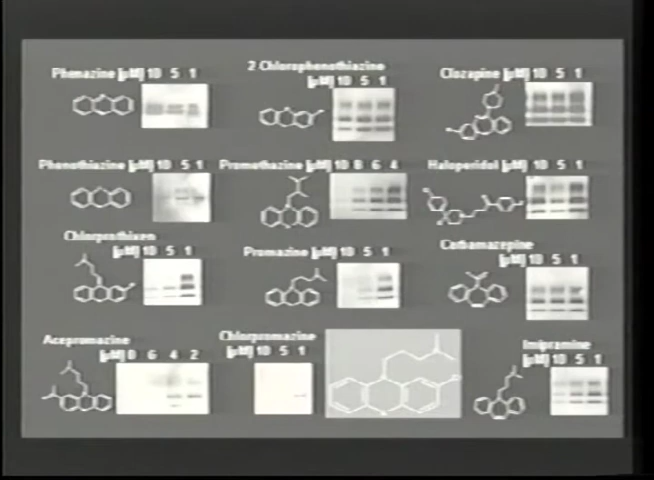 Phenazine [µM] 10 5 1
2 Chlorophenothiazine
[µM] 10 5 1
Clozapine [µM] 10 5 1
Phenothiazine [µM] 10 5 1
Promethazine [µM] 10 8 6 4
Haloperidol [µM] 10 5 1
Chlorprothixen
[µM] 10 5 1
Promazine [µM] 10 5 1
Carbamazepine
[µM] 10 5 1
Acepromazine
[µM] 8 6 4 2
Chlorpromazine
[µM] 10 5 1
Imipramine
[µM] 10 5 1